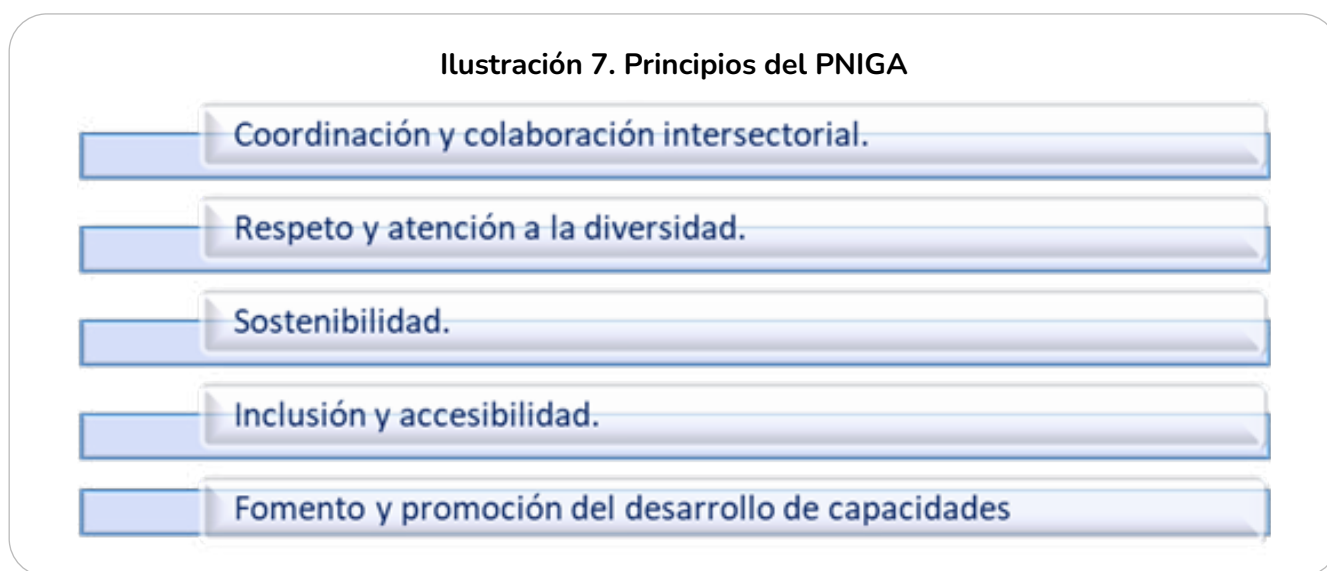 Ilustración 7. Principios del PNIGA
Coordinación y colaboración intersectorial.
Respeto y atención a la diversidad.
Sostenibilidad.
Inclusión y accesibilidad.
Fomento y promoción del desarrollo de capacidades